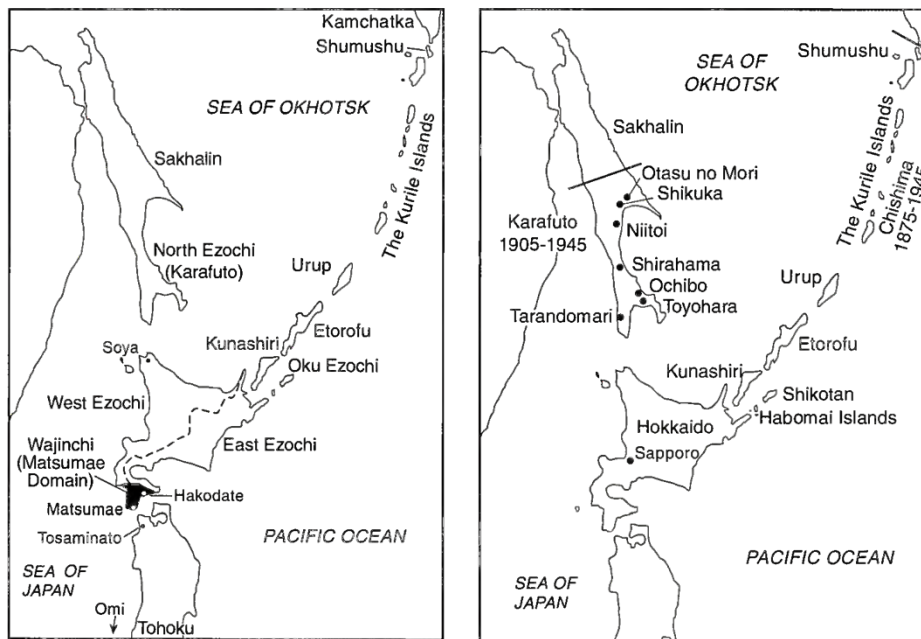 Kamchatka
Shumushu
SEA OF OKHOTSK
Sakhalin
The Kurile Islands
North Ezochi
(Karafuto)
Urup
Etorofu
Kunashiri
Soya
Oku Ezochi
West Ezochi
East Ezochi
Wajinchi
(Matsumae
Domain)
Hakodate
Matsumae
Tosaminato
PACIFIC OCEAN
SEA OF
JAPAN
Omi
Tohoku
Shumushu
SEA OF
OKHOTSK
Sakhalin
The Kurile Islands
Chishima
1875-1945
Otasu no Mori
Shikuka
Karafuto
1905-1945
Niitoi
Shirahama
Ochibo
Toyohara
Urup
Tarandomari
Etorofu
Kunashiri
Shikotan
Habomai Islands
Hokkaido
Sapporo
PACIFIC OCEAN
SEA OF
JAPAN